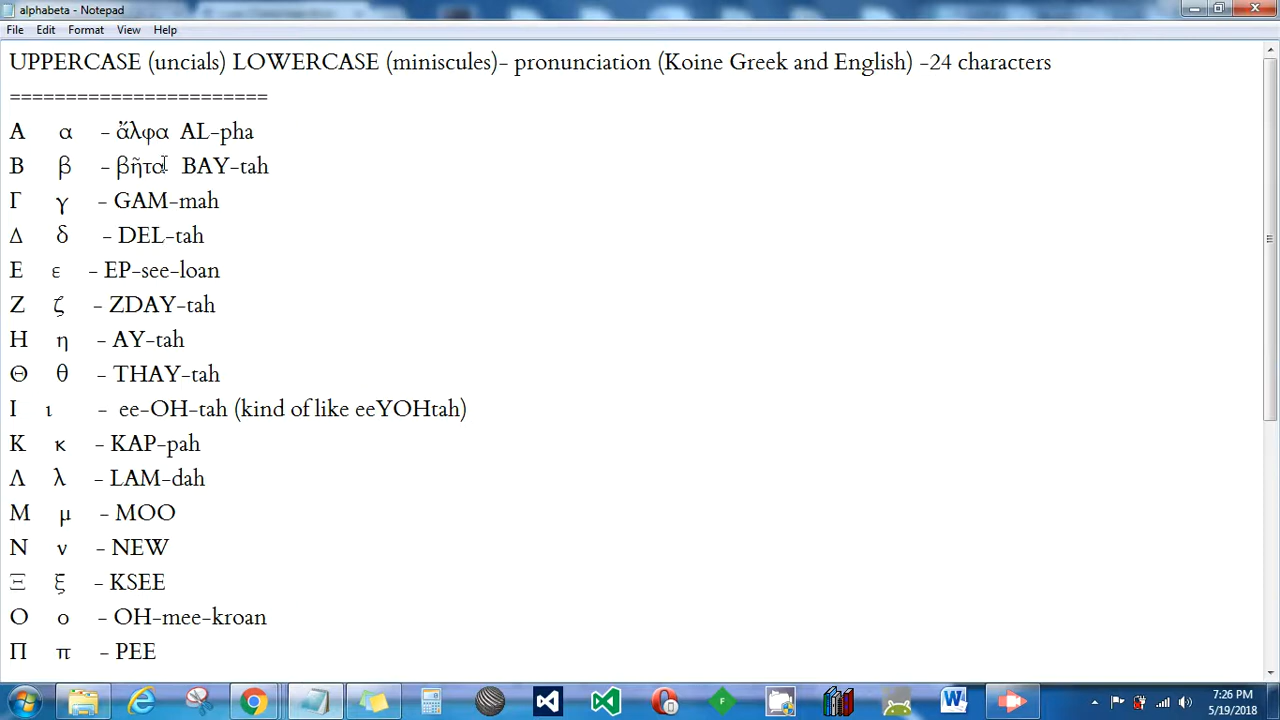 alphabeta - Notepad
File Edit Format View Help
UPPERCASE (uncials) LOWERCASE (miniscules)- pronunciation (Koine Greek and English) -24 characters
=======================
Α α - ἄλφα AL-pha
Β β - βῆτα BAY-tah
Γ γ - GAM-mah
Δ δ - DEL-tah
Ε ε - EP-see-loan
Ζ ζ - ZDAY-tah
Η η - AY-tah
Θ θ - THAY-tah
Ι ι - ee-OH-tah (kind of like eeYOHtah)
Κ κ - KAP-pah
Λ λ - LAM-dah
Μ μ - MOO
Ν ν - NEW
Ξ ξ - KSEE
Ο ο - OH-mee-kroan
Π π - PEE
7:26 PM
5/19/2018